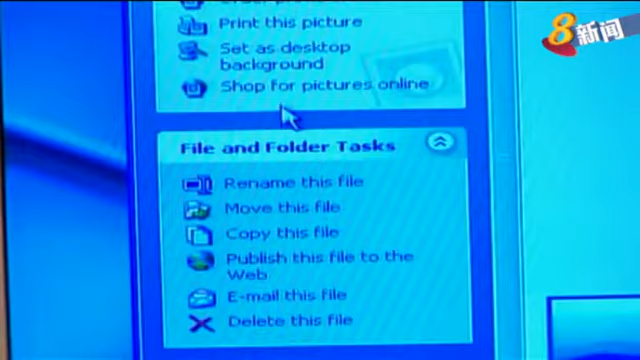 8新闻
Print this picture
Set as desktop
background
Shop for pictures online
File and Folder Tasks
Rename this file
Move this file
Copy this file
Publish this file to the
Web
E-mail this file
Delete this file